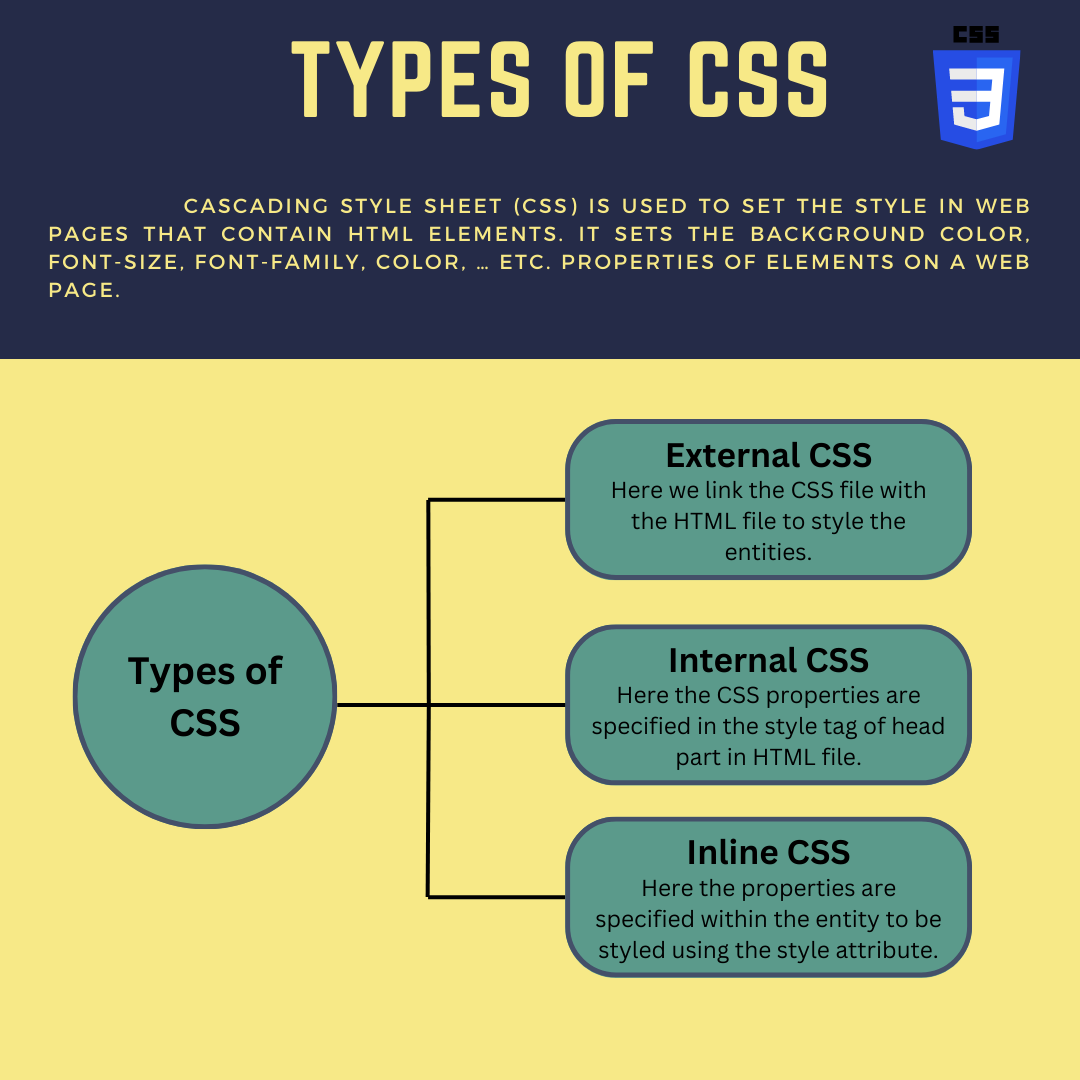 TYPES OF CSS
CSS
3
CASCADING STYLE SHEET (CSS) IS USED TO SET THE STYLE IN WEB
PAGES THAT CONTAIN HTML ELEMENTS. IT SETS THE BACKGROUND COLOR,
FONT-SIZE, FONT-FAMILY, COLOR, … ETC. PROPERTIES OF ELEMENTS ON A WEB
PAGE.
Types of
CSS
External CSS
Here we link the CSS file with
the HTML file to style the
entities.
Internal CSS
Here the CSS properties are
specified in the style tag of head
part in HTML file.
Inline CSS
Here the properties are
specified within the entity to be
styled using the style attribute.